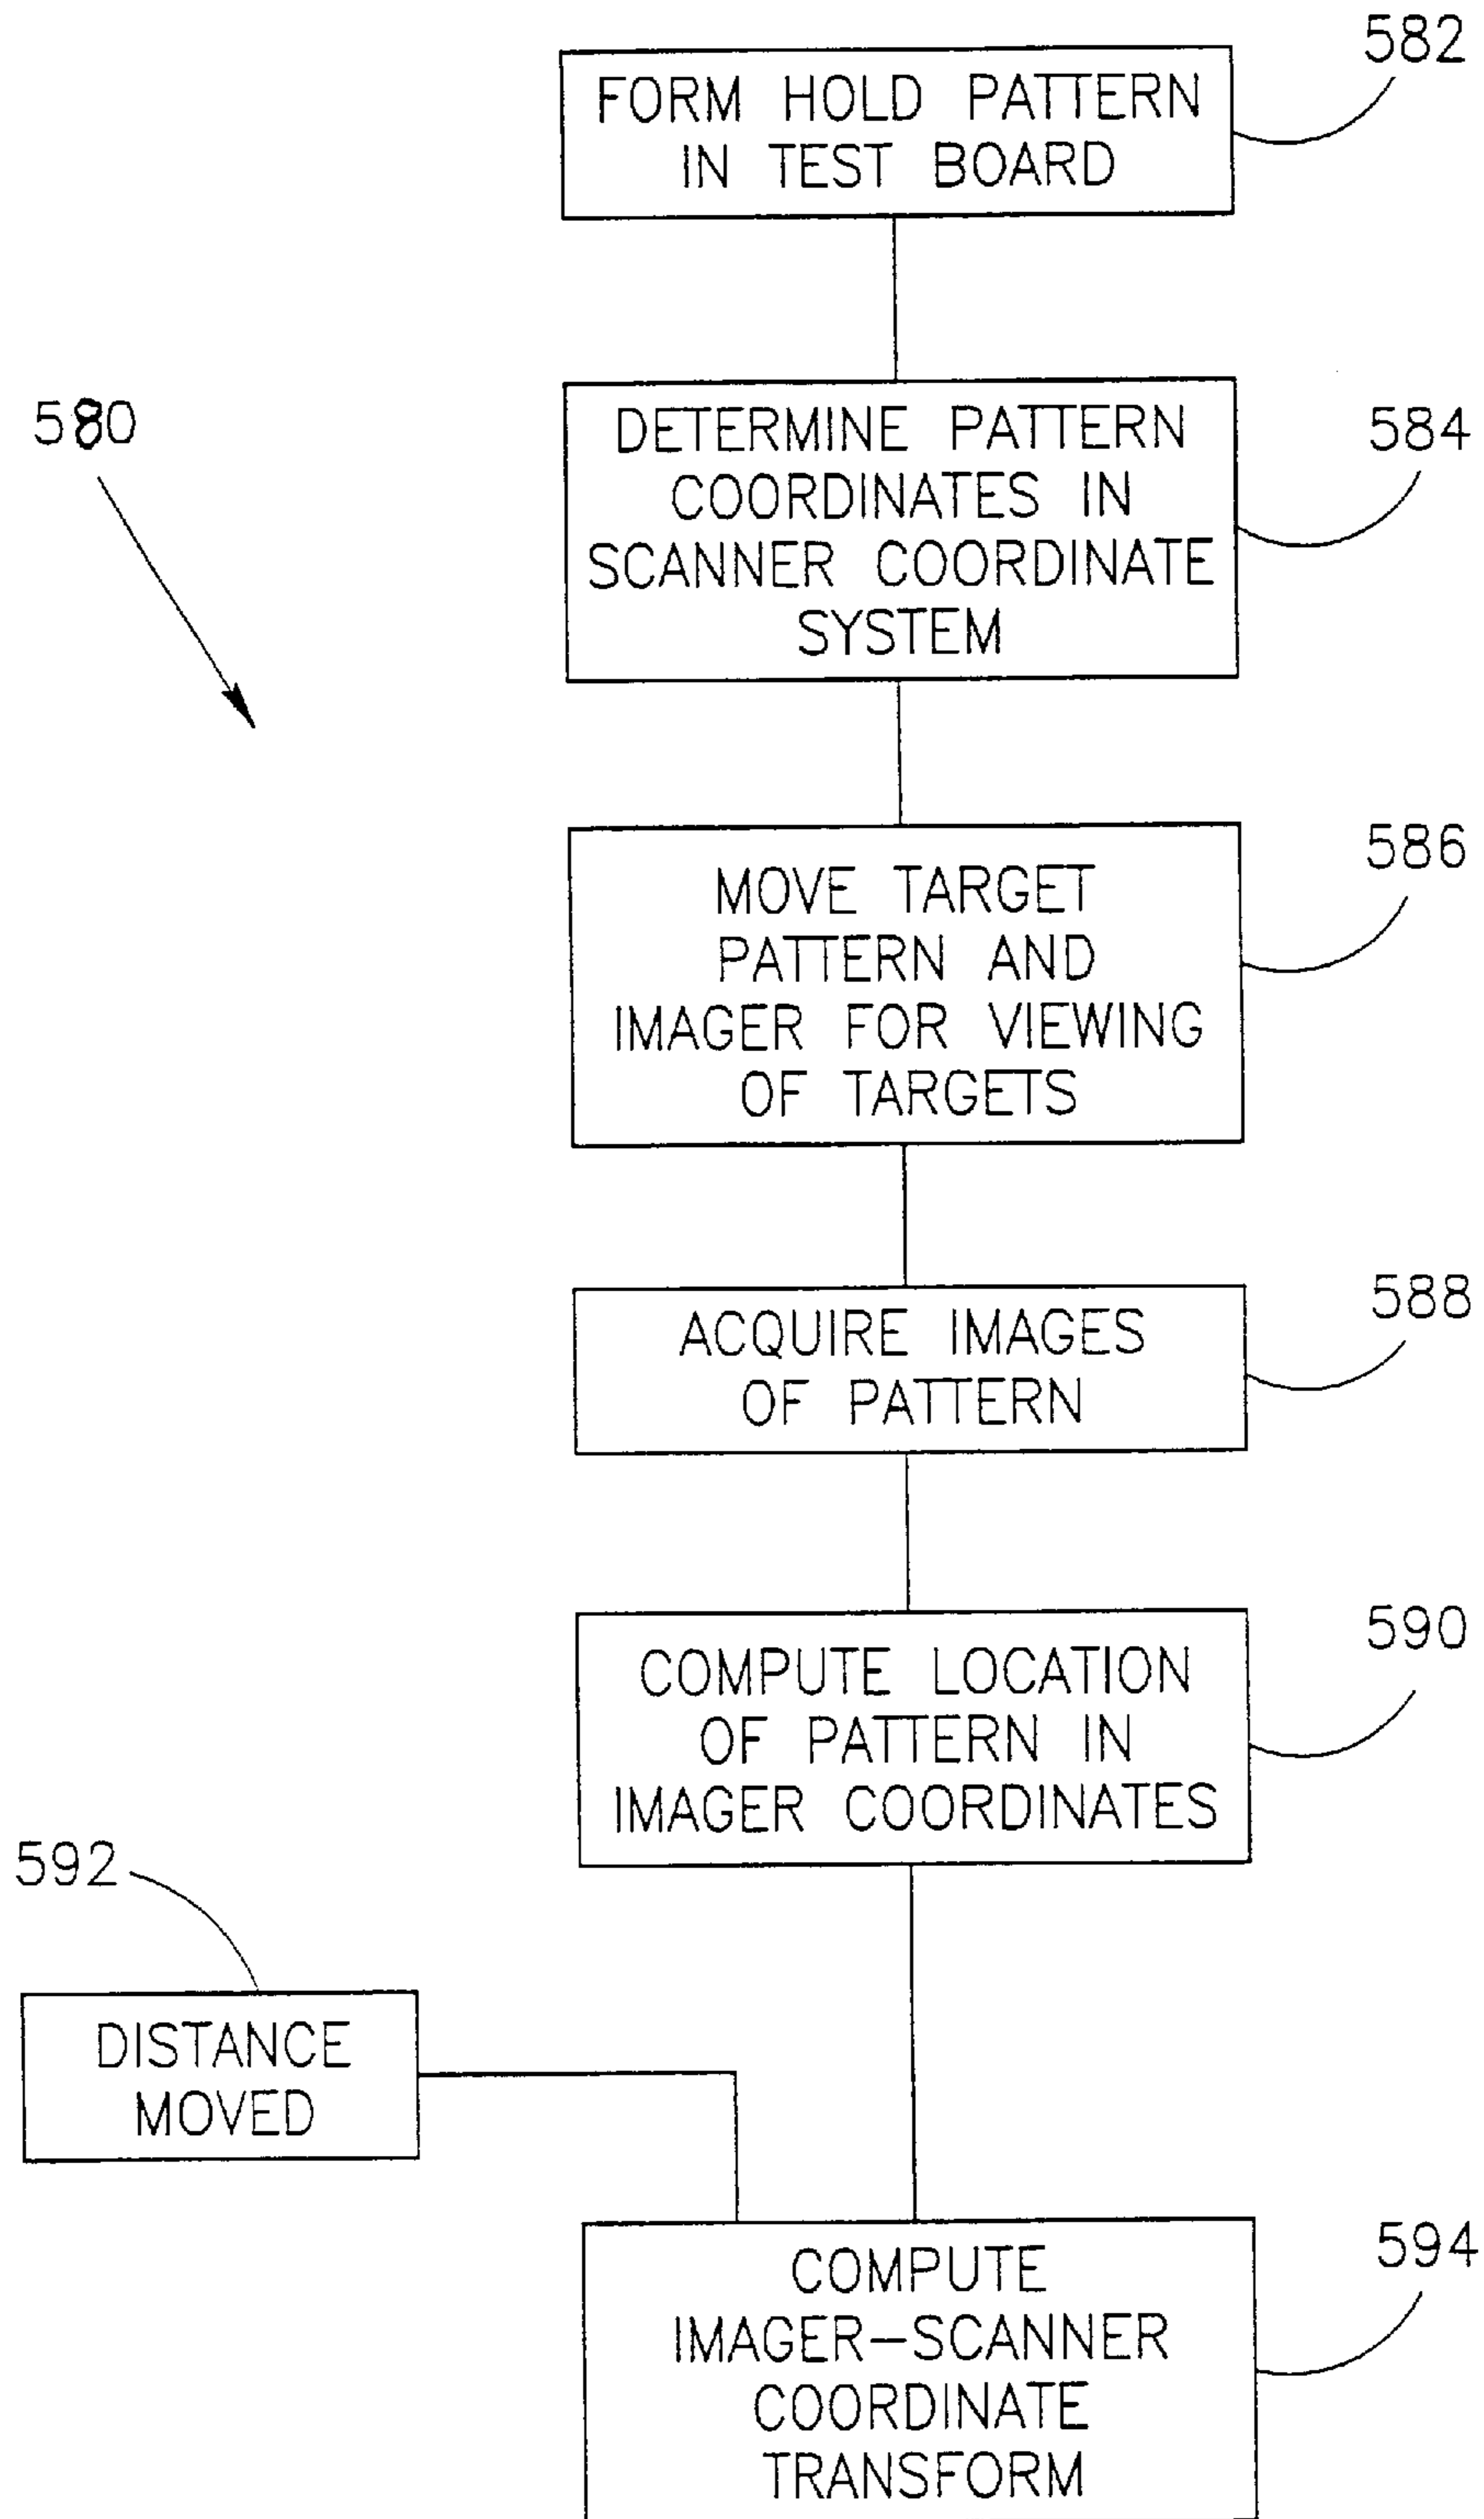 582
FORM HOLD PATTERN
IN TEST BOARD
580
584
DETERMINE PATTERN
COORDINATES IN
SCANNER COORDINATE
SYSTEM
586
MOVE TARGET
PATTERN AND
IMAGER FOR VIEWING
OF TARGETS
588
ACQUIRE IMAGES
OF PATTERN
590
COMPUTE LOCATION
OF PATTERN IN
IMAGER COORDINATES
592
DISTANCE
MOVED
594
COMPUTE
IMAGER–SCANNER
COORDINATE
TRANSFORM